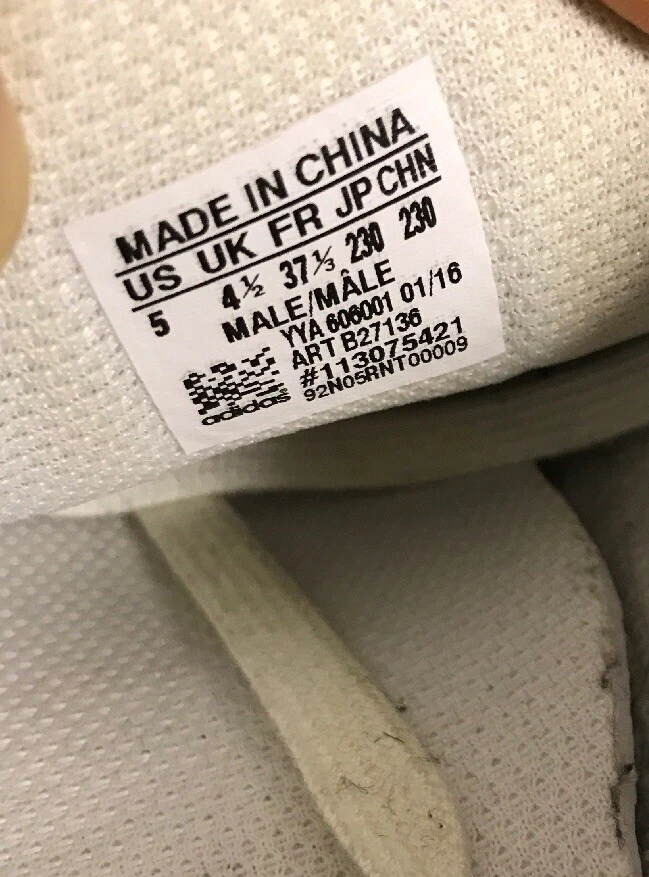 MADE IN CHINA
US UK FR JP CHN
5 4½ 37⅓ 230 230
MALE/MÂLE
YYA 606001 01/16
ART B27136
#113075421
92N05RNT00009
adidas